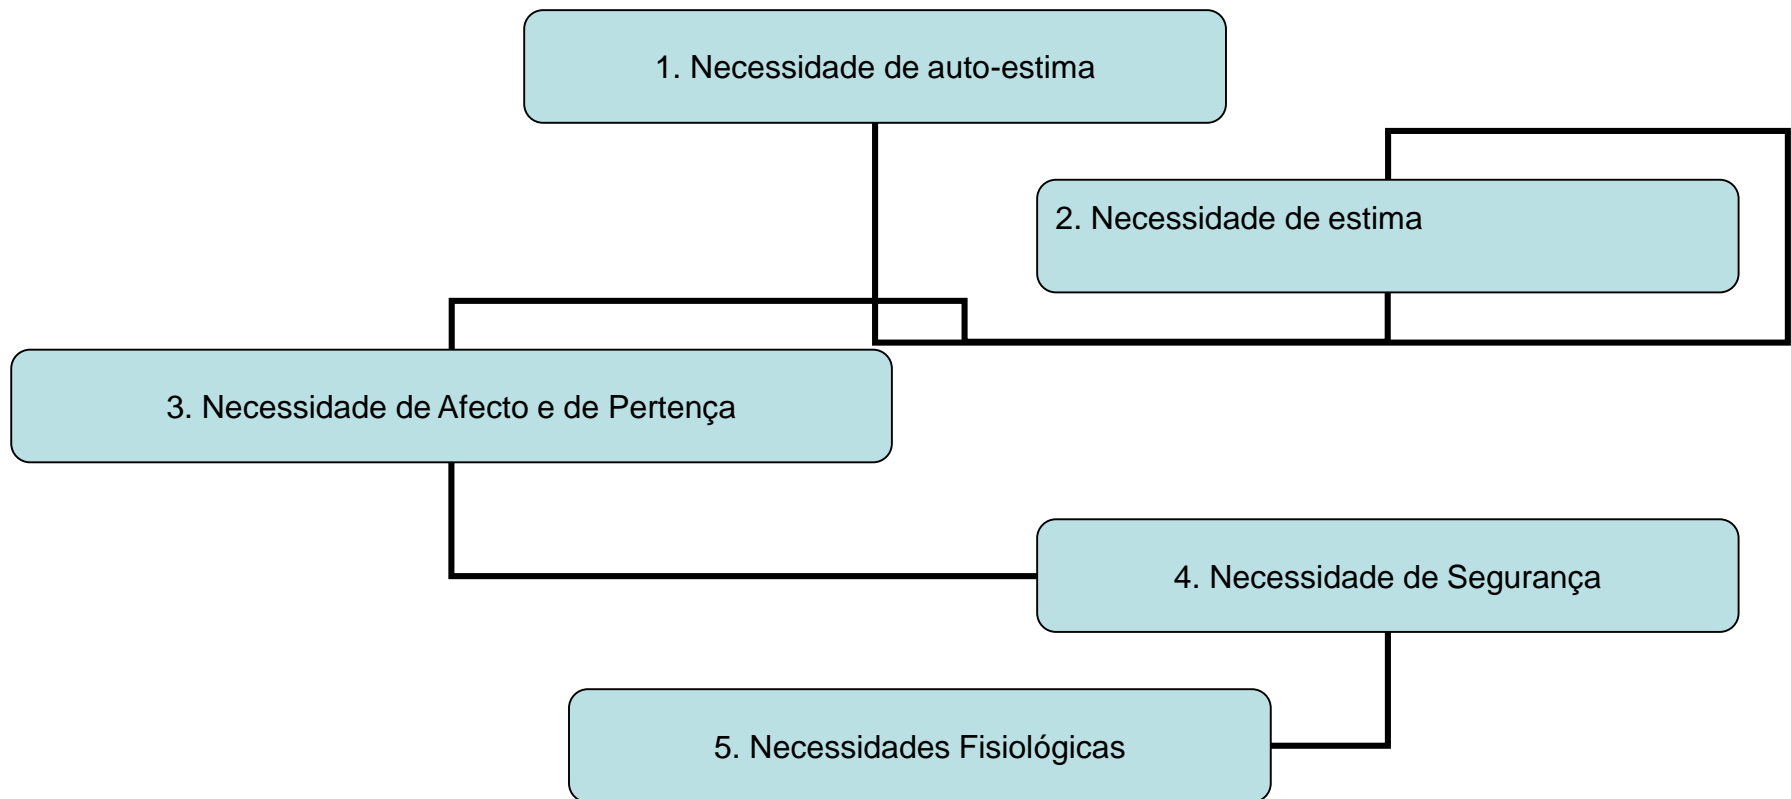 1. Necessidade de auto-estima
2. Necessidade de estima
3. Necessidade de Afecto e de Pertença
4. Necessidade de Segurança
5. Necessidades Fisiológicas